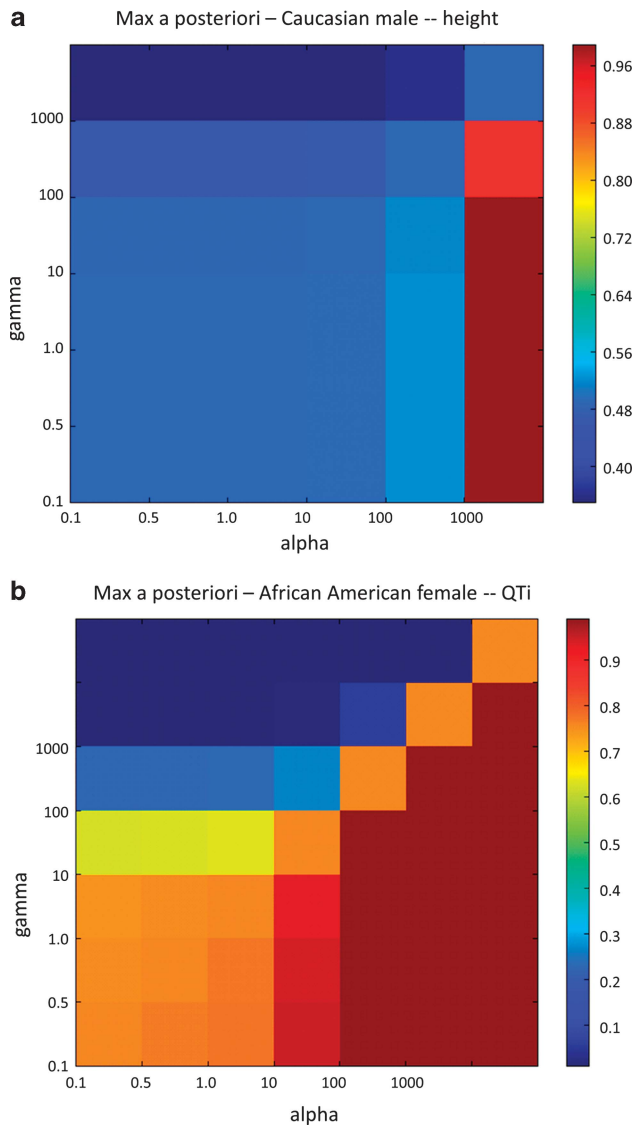 a
Max a posteriori – Caucasian male -- height
1000
100
10
1.0
0.5
0.1
gamma
0.1 0.5 1.0 10 100 1000
alpha
0.96
0.88
0.80
0.72
0.64
0.56
0.48
0.40
b
Max a posteriori – African American female -- QTi
1000
100
10
1.0
0.5
0.1
gamma
0.1 0.5 1.0 10 100 1000
alpha
0.9
0.8
0.7
0.6
0.5
0.4
0.3
0.2
0.1